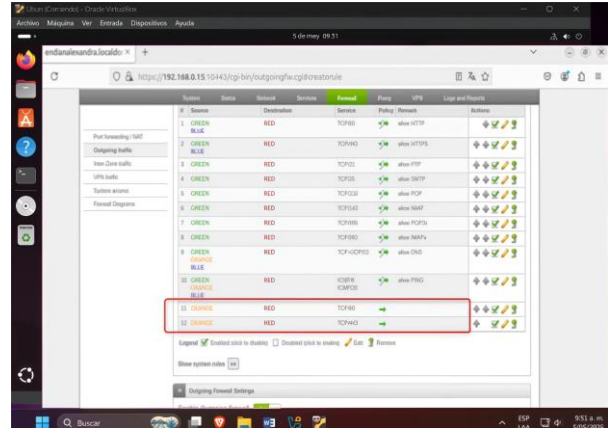 Ubun (Corriendo) - Oracle VirtualBox
Archivo Máquina Ver Entrada Dispositivos Ayuda
5 de may 09:31
endianalexandra.localdo × +
https://192.168.0.15:10443/cgi-bin/outgoingfw.cgi#createrule
System Status Network Services Firewall Proxy VPN Logs and Reports
Port forwarding / NAT
Outgoing traffic
Inter-Zone traffic
VPN traffic
System access
Firewall Diagrams
# Source Destination Service Policy Remark Actions
1 GREEN RED TCP/80 allow HTTP
BLUE
2 GREEN RED TCP/443 allow HTTPS
BLUE
3 GREEN RED TCP/21 allow FTP
4 GREEN RED TCP/25 allow SMTP
5 GREEN RED TCP/110 allow POP
6 GREEN RED TCP/143 allow IMAP
7 GREEN RED TCP/995 allow POP3s
8 GREEN RED TCP/993 allow IMAPs
9 GREEN RED TCP+UDP/53 allow DNS
ORANGE
BLUE
10 GREEN RED ICMP/8 allow PING
ORANGE ICMP/30
BLUE
11 ORANGE RED TCP/80
12 ORANGE RED TCP/443
Legend Enabled (click to disable) Disabled (click to enable) Edit Remove
Show system rules >>
Outgoing Firewall Settings
Buscar
ESP
LAA
9:51 a. m.
5/05/2025